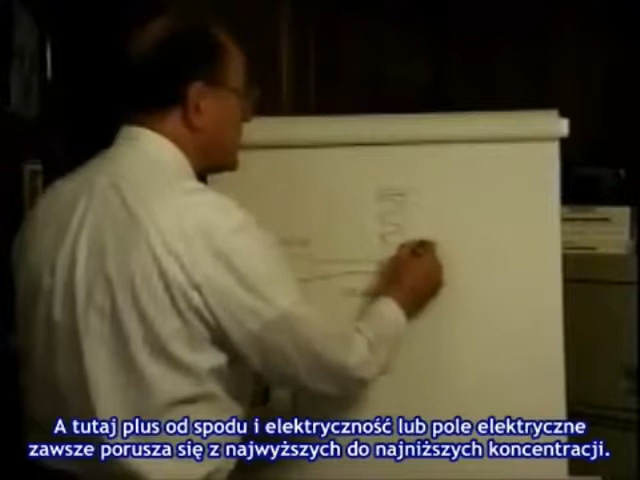 A tutaj plus od spodu i elektryczność lub pole elektryczne
zawsze porusza się z najwyższych do najniższych koncentracji.